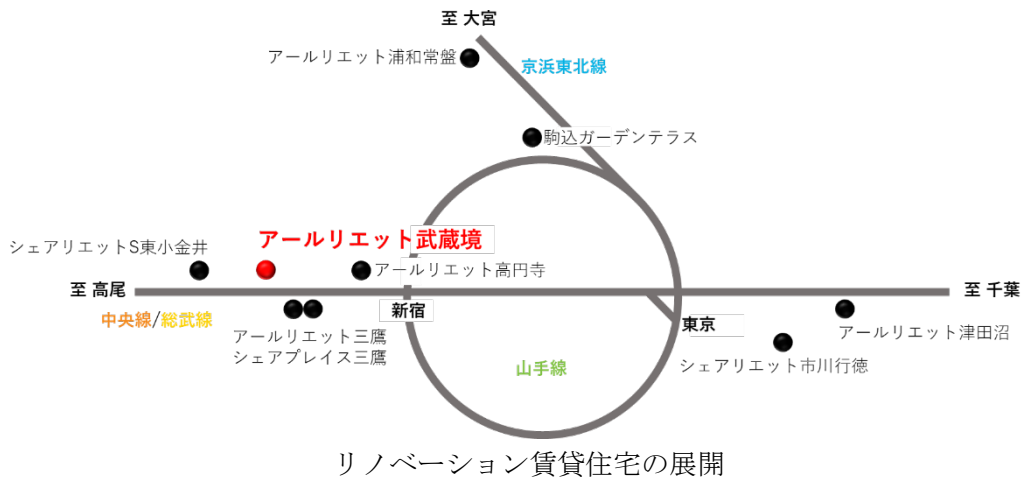 至 大宮
アールリエット浦和常盤
京浜東北線
駒込ガーデンテラス
アールリエット武蔵境
シェアリエットS東小金井
アールリエット高円寺
至 高尾
至 千葉
新宿
中央線/総武線
東京
アールリエット三鷹
シェアプレイス三鷹
アールリエット津田沼
シェアリエット市川行徳
山手線
リノベーション賃貸住宅の展開